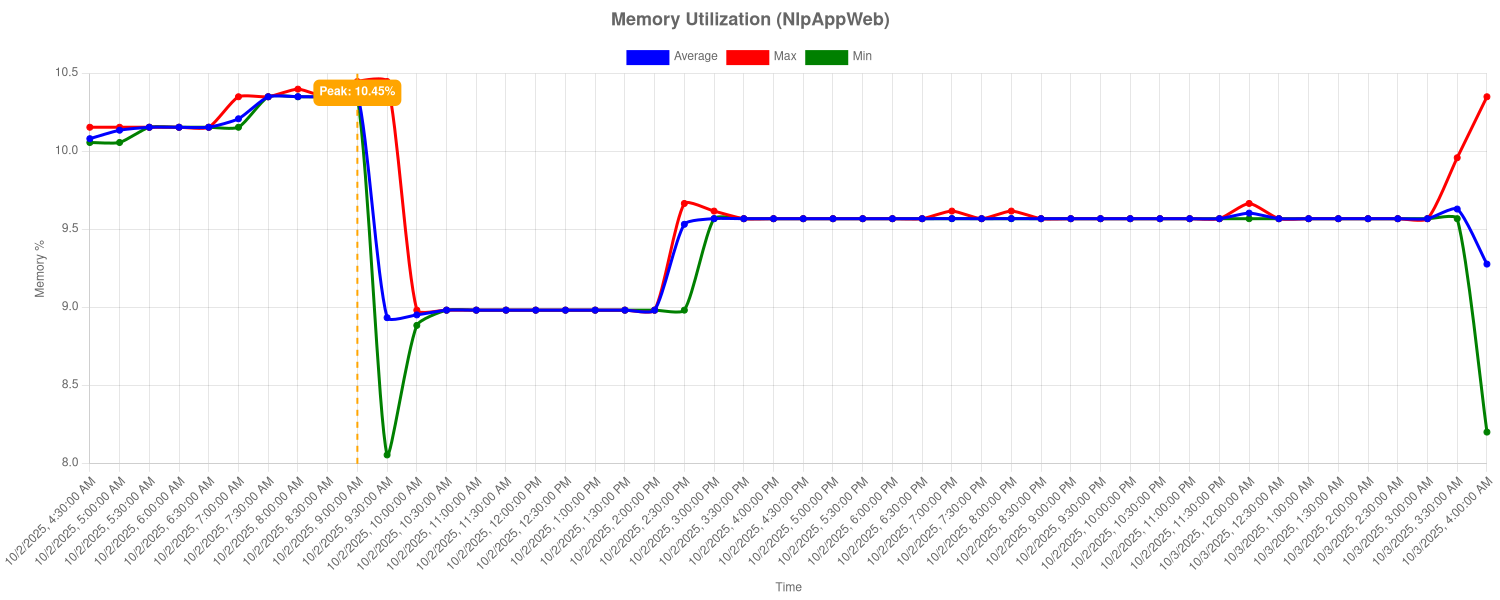 Memory Utilization (NlpAppWeb)
Average Max Min
Peak: 10.45%
10.5
10.0
9.5
9.0
8.5
8.0
Memory %
10/2/2025, 4:30:00 AM
10/2/2025, 5:00:00 AM
10/2/2025, 5:30:00 AM
10/2/2025, 6:00:00 AM
10/2/2025, 6:30:00 AM
10/2/2025, 7:00:00 AM
10/2/2025, 7:30:00 AM
10/2/2025, 8:00:00 AM
10/2/2025, 8:30:00 AM
10/2/2025, 9:00:00 AM
10/2/2025, 9:30:00 AM
10/2/2025, 10:00:00 AM
10/2/2025, 10:30:00 AM
10/2/2025, 11:00:00 AM
10/2/2025, 11:30:00 AM
10/2/2025, 12:00:00 PM
10/2/2025, 12:30:00 PM
10/2/2025, 1:00:00 PM
10/2/2025, 1:30:00 PM
10/2/2025, 2:00:00 PM
10/2/2025, 2:30:00 PM
10/2/2025, 3:00:00 PM
10/2/2025, 3:30:00 PM
10/2/2025, 4:00:00 PM
10/2/2025, 4:30:00 PM
10/2/2025, 5:00:00 PM
10/2/2025, 5:30:00 PM
10/2/2025, 6:00:00 PM
10/2/2025, 6:30:00 PM
10/2/2025, 7:00:00 PM
10/2/2025, 7:30:00 PM
10/2/2025, 8:00:00 PM
10/2/2025, 8:30:00 PM
10/2/2025, 9:00:00 PM
10/2/2025, 9:30:00 PM
10/2/2025, 10:00:00 PM
10/2/2025, 10:30:00 PM
10/2/2025, 11:00:00 PM
10/2/2025, 11:30:00 PM
10/3/2025, 12:00:00 AM
10/3/2025, 12:30:00 AM
10/3/2025, 1:00:00 AM
10/3/2025, 1:30:00 AM
10/3/2025, 2:00:00 AM
10/3/2025, 2:30:00 AM
10/3/2025, 3:00:00 AM
10/3/2025, 3:30:00 AM
10/3/2025, 4:00:00 AM
Time